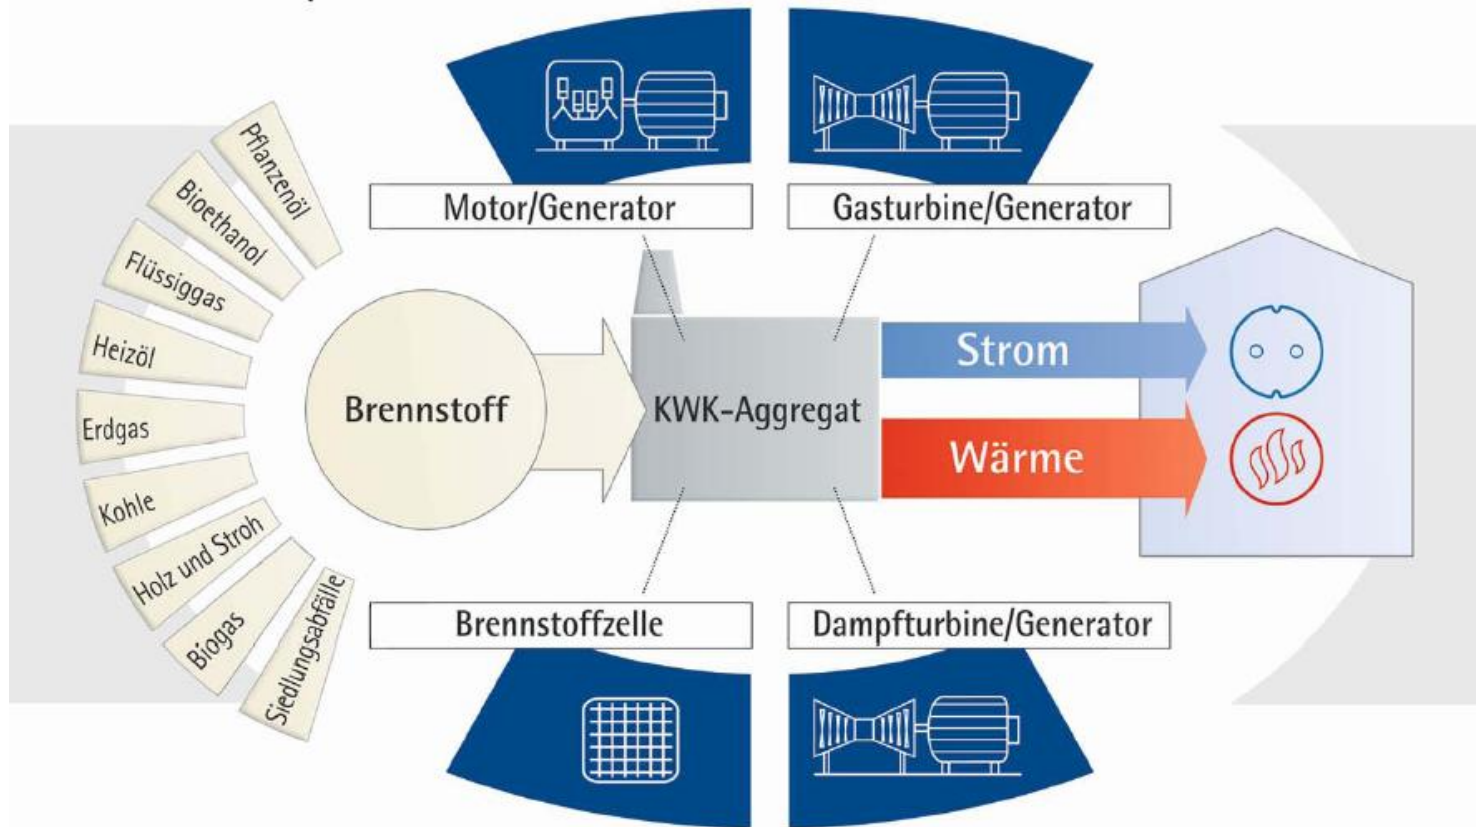 Motor/Generator
Gasturbine/Generator
Pflanzenöl
Bioethanol
Flüssiggas
Heizöl
Erdgas
Kohle
Holz und Stroh
Biogas
Siedlungsabfälle
Brennstoff
KWK-Aggregat
Strom
Wärme
Brennstoffzelle
Dampfturbine/Generator